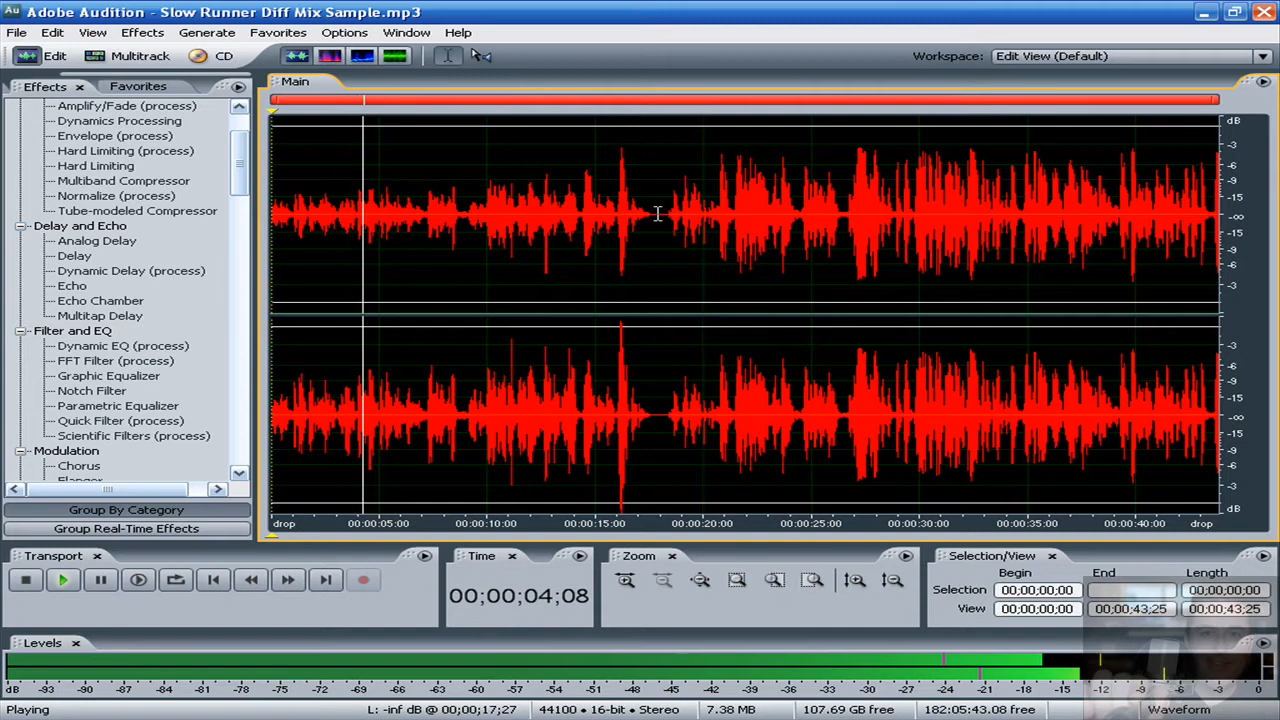 Au Adobe Audition - Slow Runner Diff Mix Sample.mp3
File Edit View Effects Generate Favorites Options Window Help
Edit Multitrack CD Workspace: Edit View (Default)
Effects Favorites
Amplify/Fade (process)
Dynamics Processing
Envelope (process)
Hard Limiting (process)
Hard Limiting
Multiband Compressor
Normalize (process)
Tube-modeled Compressor
Delay and Echo
Analog Delay
Delay
Dynamic Delay (process)
Echo
Echo Chamber
Multitap Delay
Filter and EQ
Dynamic EQ (process)
FFT Filter (process)
Graphic Equalizer
Notch Filter
Parametric Equalizer
Quick Filter (process)
Scientific Filters (process)
Modulation
Chorus
Group By Category
Group Real-Time Effects
Main
dB
-3
-6
-9
-15
-∞
-15
-9
-6
-3
-3
-6
-9
-15
-∞
-15
-9
-6
-3
dB
drop 00:00:05:00 00:00:10:00 00:00:15:00 00:00:20:00 00:00:25:00 00:00:30:00 00:00:35:00 00:00:40:00 drop
Transport
Time
00;00;04;08
Zoom
Selection/View
Begin End Length
Selection 00;00;00;00 00;00;00;00
View 00;00;00;00 00;00;43;25 00;00;43;25
Levels
dB -93 -90 -87 -84 -81 -78 -75 -72 -69 -66 -63 -60 -57 -54 -51 -48 -45 -42 -39 -36 -33 -30 -27 -24 -21 -18 -15 -12 -9 -6 -3 0
Playing L: -inf dB @ 00;00;17;27 44100 • 16-bit • Stereo 7.38 MB 107.69 GB free 182:05:43.08 free Waveform